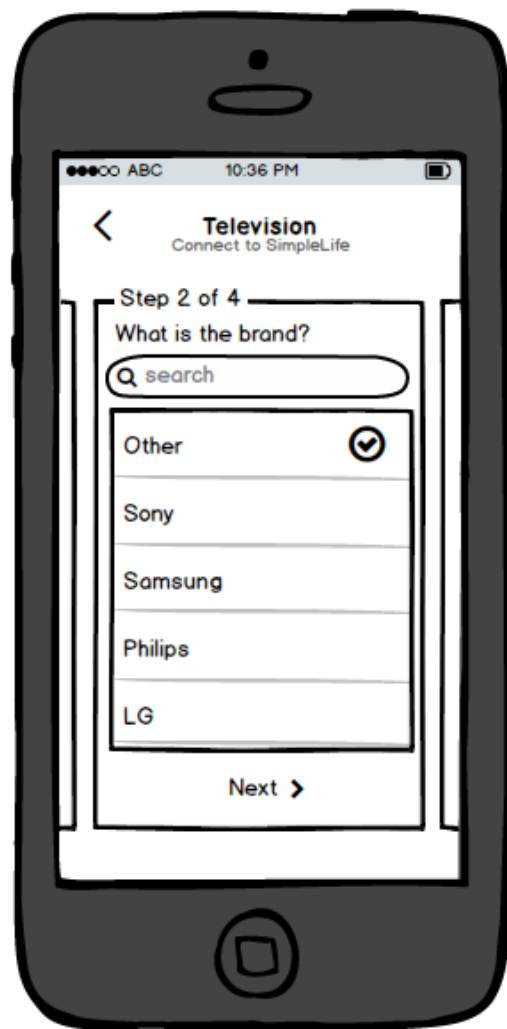 ABC 10:36 PM
Television
Connect to SimpleLife
Step 2 of 4
What is the brand?
search
Other
Sony
Samsung
Philips
LG
Next